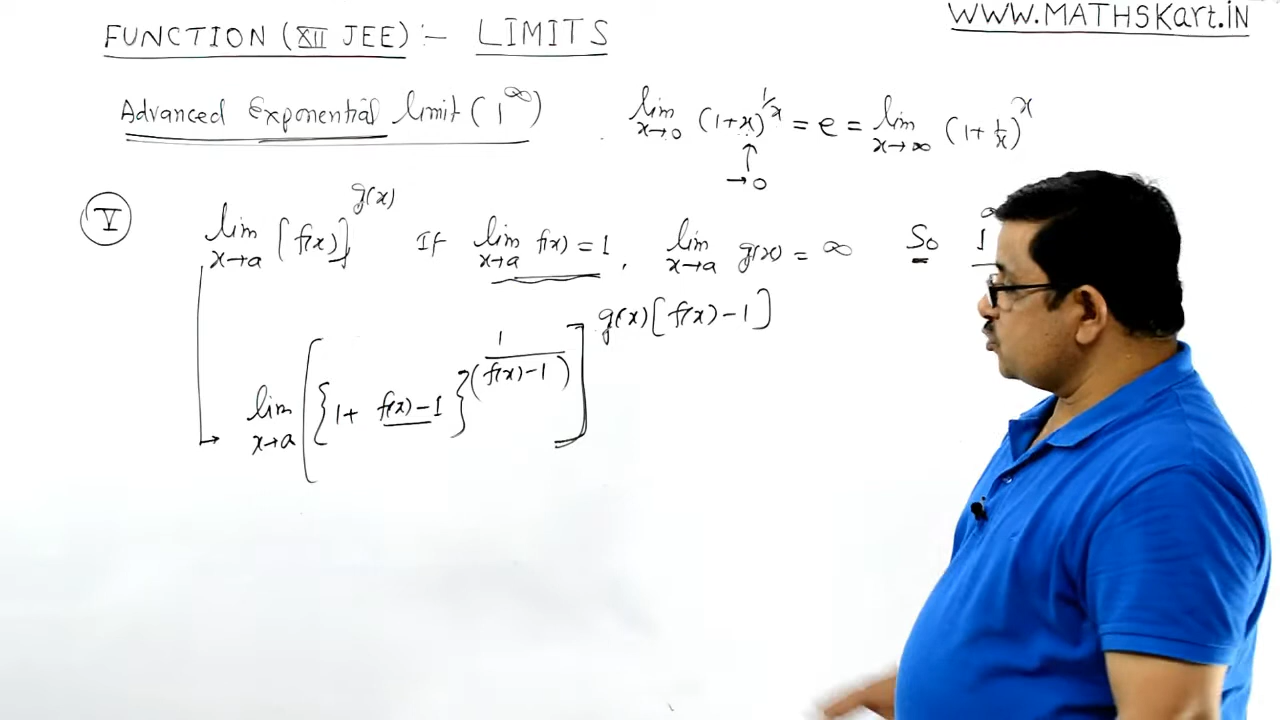 FUNCTION (XII JEE) :- LIMITS
WWW.MATHSKart.iN
Advanced Exponential limit (1^∞)
lim x→0 (1+x)^{1/x} = e = lim x→∞ (1+1/x)^x
→0
V
lim x→a [f(x)]^{g(x)} If lim x→a f(x) = 1, lim x→a g(x) = ∞ So 1^∞
lim x→a [{1+ f(x)-1}^{1/(f(x)-1)}]^{g(x)[f(x)-1]}